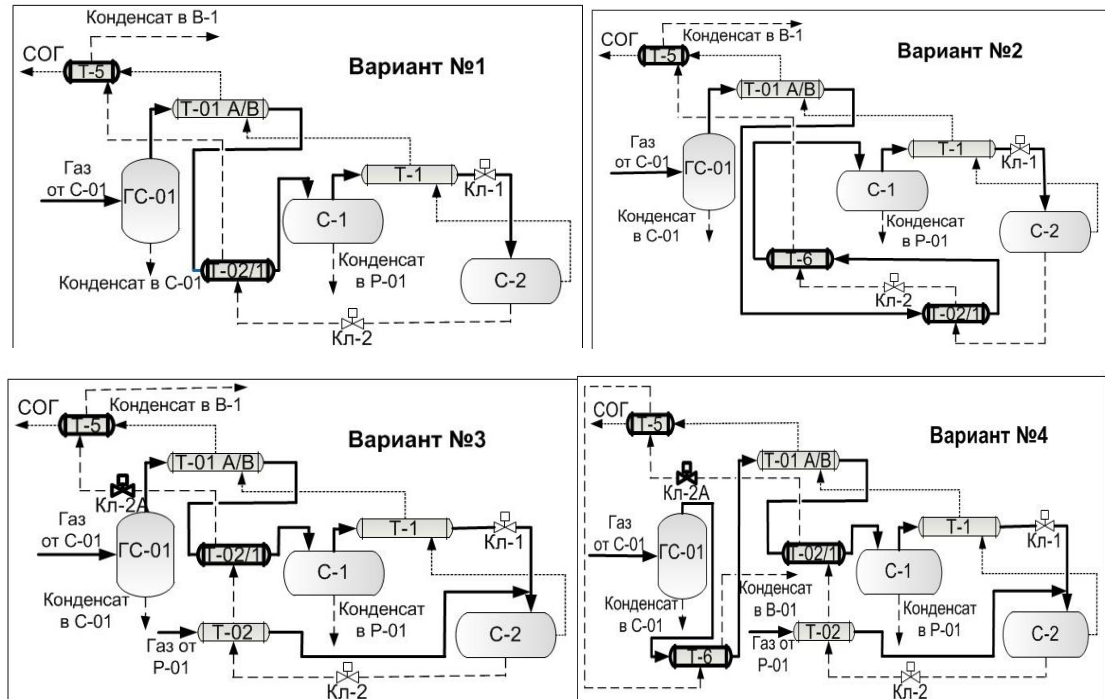 Вариант №1
Конденсат в В-1
СОГ
Т-5
Т-01 А/В
Газ
от С-01
ГС-01
Т-1
Кл-1
С-1
Конденсат в С-01
Т-02/1
Конденсат
в Р-01
С-2
Кл-2
Вариант №2
Конденсат в В-1
СОГ
Т-5
Т-01 А/В
Газ
от С-01
ГС-01
Т-1
Кл-1
С-1
Конденсат
в С-01
Конденсат
в Р-01
С-2
Т-6
Кл-2
Т-02/1
Вариант №3
Конденсат в В-1
СОГ
Т-5
Т-01 А/В
Кл-2А
Газ
от С-01
ГС-01
Т-02/1
Т-1
Кл-1
С-1
Конденсат
в С-01
Конденсат
в Р-01
Газ от
Р-01
Т-02
С-2
Кл-2
Вариант №4
СОГ
Т-5
Т-01 А/В
Кл-2А
Газ
от С-01
ГС-01
Т-02/1
Т-1
Кл-1
С-1
Конденсат
в С-01
Конденсат
в В-01
Конденсат
в Р-01
Т-6
Газ от
Р-01
Т-02
С-2
Кл-2